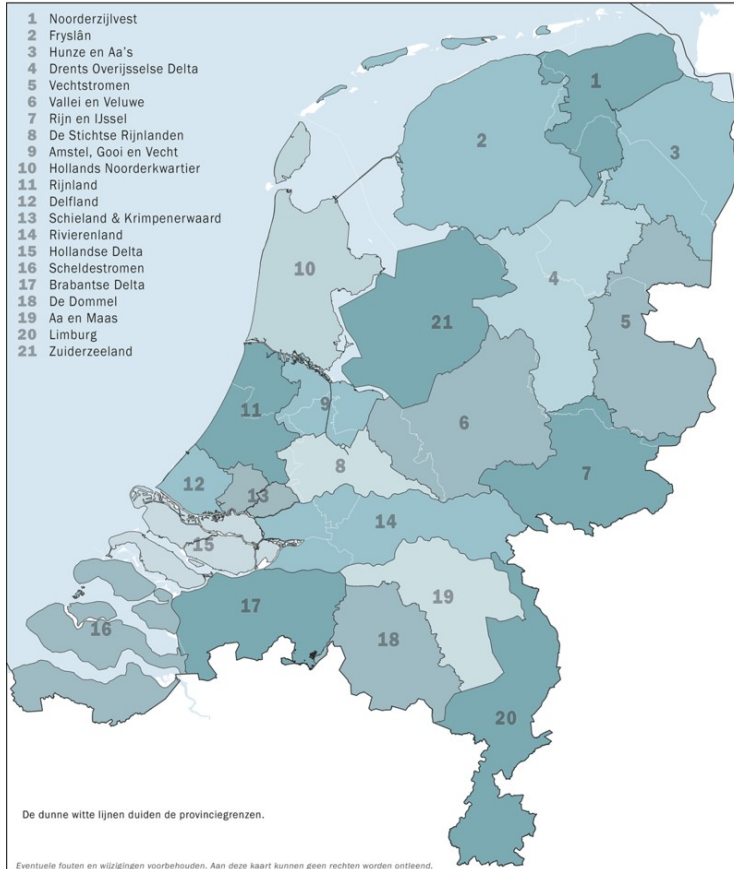 1 Noorderzijlvest
2 Fryslân
3 Hunze en Aa's
4 Drents Overijsselse Delta
5 Vechtstromen
6 Vallei en Veluwe
7 Rijn en IJssel
8 De Stichtse Rijnlanden
9 Amstel, Gooi en Vecht
10 Hollands Noorderkwartier
11 Rijnland
12 Delfland
13 Schieland & Krimpenerwaard
14 Rivierenland
15 Hollandse Delta
16 Scheldestromen
17 Brabantse Delta
18 De Dommel
19 Aa en Maas
20 Limburg
21 Zuiderzeeland
1
2
3
10
4
21
5
11
9
6
8
7
12
13
14
15
19
17
16
18
20
De dunne witte lijnen duiden de provinciegrenzen.
Eventuele fouten en wijzigingen voorbehouden. Aan deze kaart kunnen geen rechten worden ontleend.